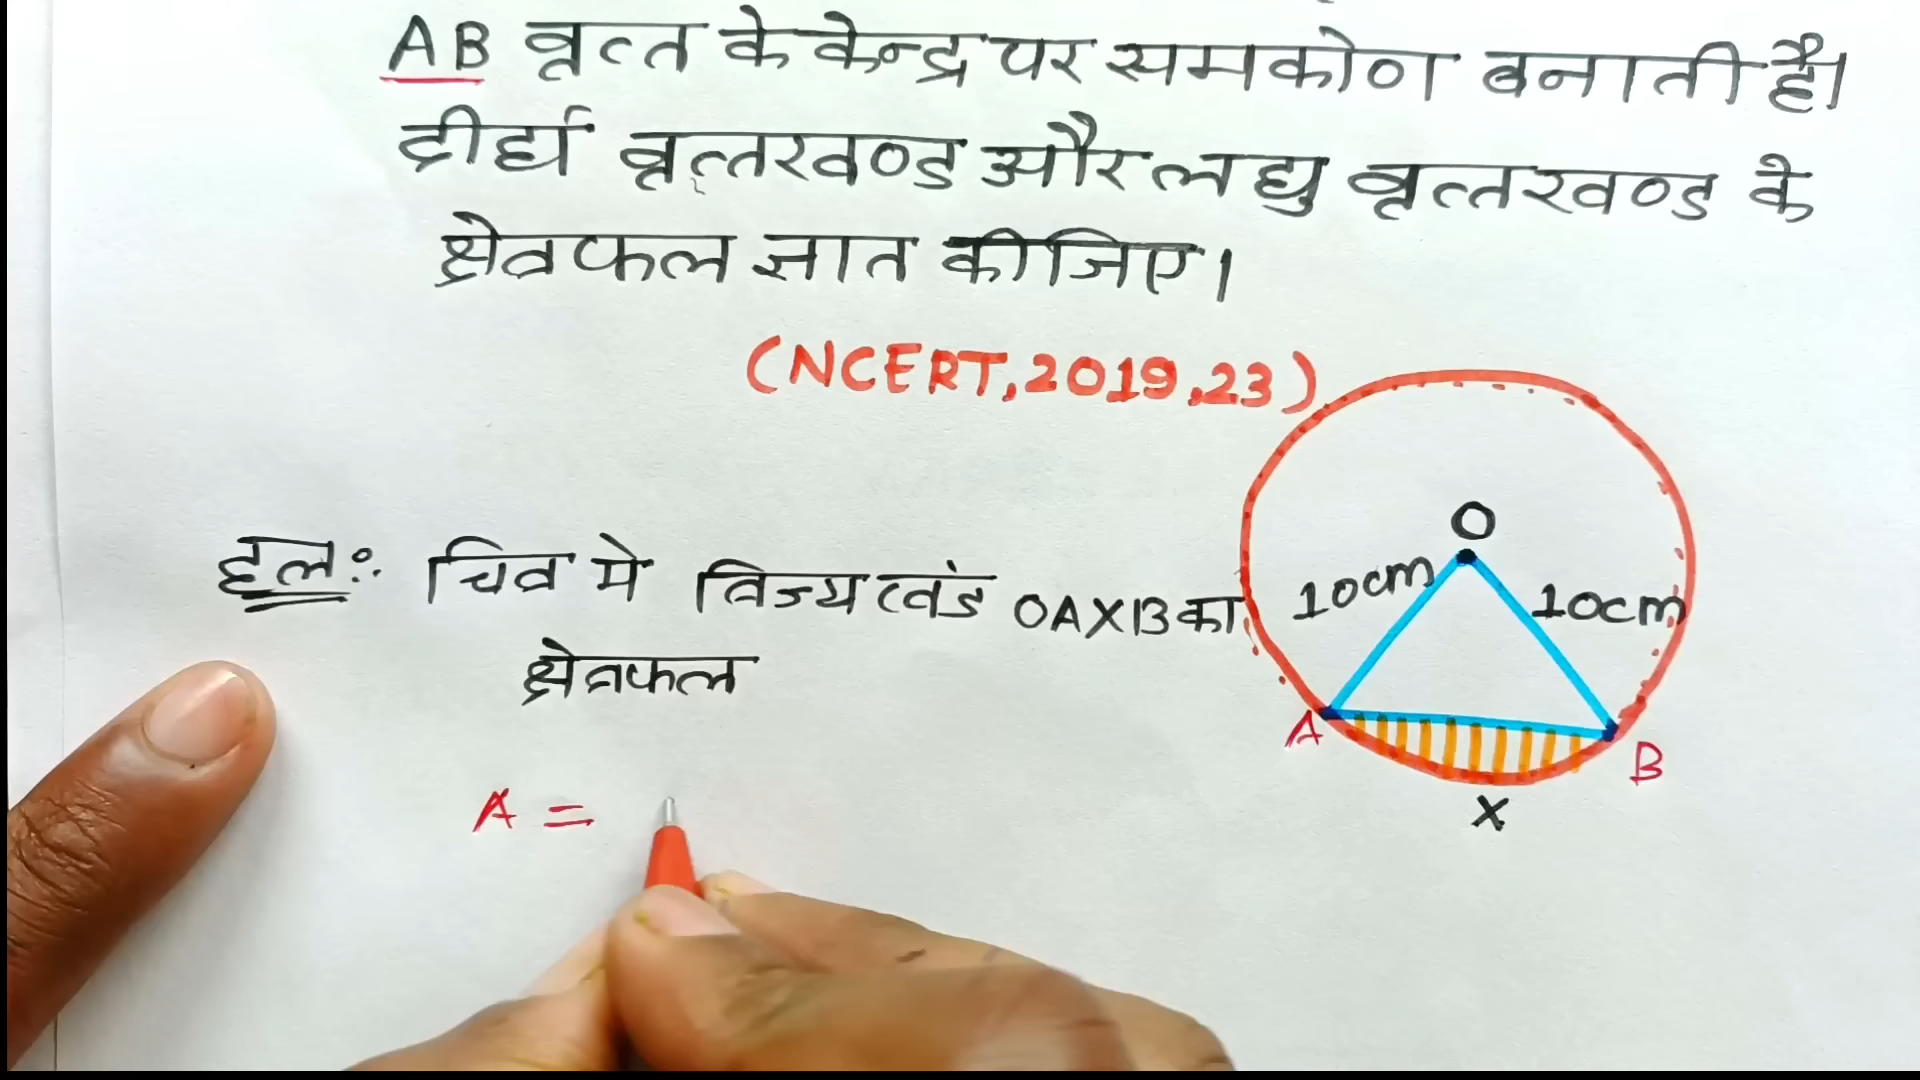 AB वृत्त के केन्द्र पर समकोण बनाती है।
दीर्घ वृत्तखण्ड और लघु वृत्तखण्ड के
क्षेत्रफल ज्ञात कीजिए।
(NCERT,2019,23)
O
10cm
10cm
हल:. चित्र मे त्रिज्यखंड OAXB का
क्षेत्रफल
A
B
X
A =